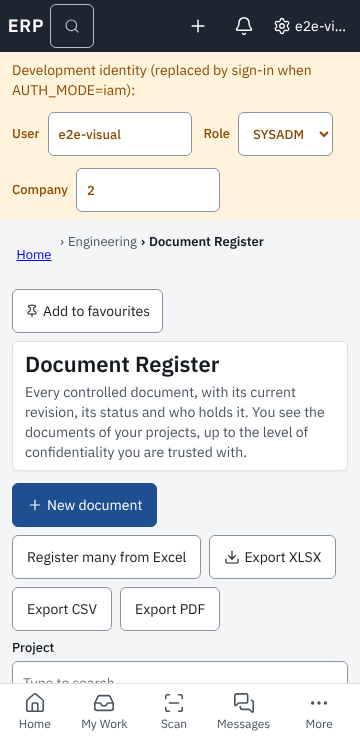 ERP
e2e-vi...
Development identity (replaced by sign-in when
AUTH_MODE=iam):
User e2e-visual Role SYSADM
Company 2
Home › Engineering › Document Register
Add to favourites
Document Register
Every controlled document, with its current
revision, its status and who holds it. You see the
documents of your projects, up to the level of
confidentiality you are trusted with.
New document
Register many from Excel Export XLSX
Export CSV Export PDF
Project
Type to search
Home My Work Scan Messages More